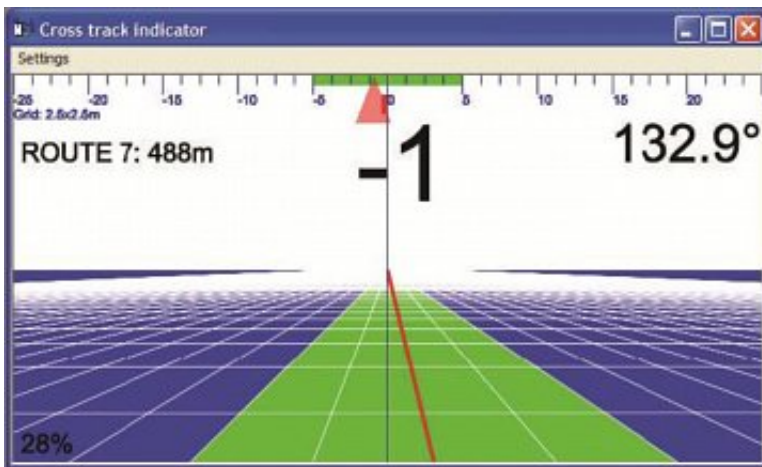 Cross track indicator
Settings
-25 -20 -15 -10 -5 0 5 10 15 20
Grid: 2.5x2.5m
ROUTE 7: 488m
-1
132.9°
28%